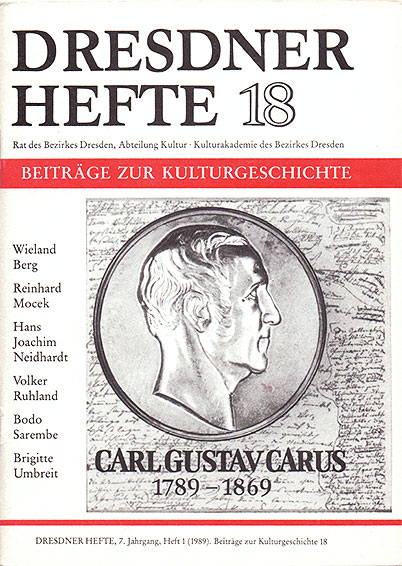 DRESDNER
HEFTE 18
Rat des Bezirkes Dresden, Abteilung Kultur · Kulturakademie des Bezirkes Dresden
BEITRÄGE ZUR KULTURGESCHICHTE
Wieland
Berg
Reinhard
Mocek
Hans
Joachim
Neidhardt
Volker
Ruhland
Bodo
Sarembe
Brigitte
Umbreit
CARL GUSTAV CARUS
1789–1869
DRESDNER HEFTE, 7. Jahrgang, Heft 1 (1989). Beiträge zur Kulturgeschichte 18